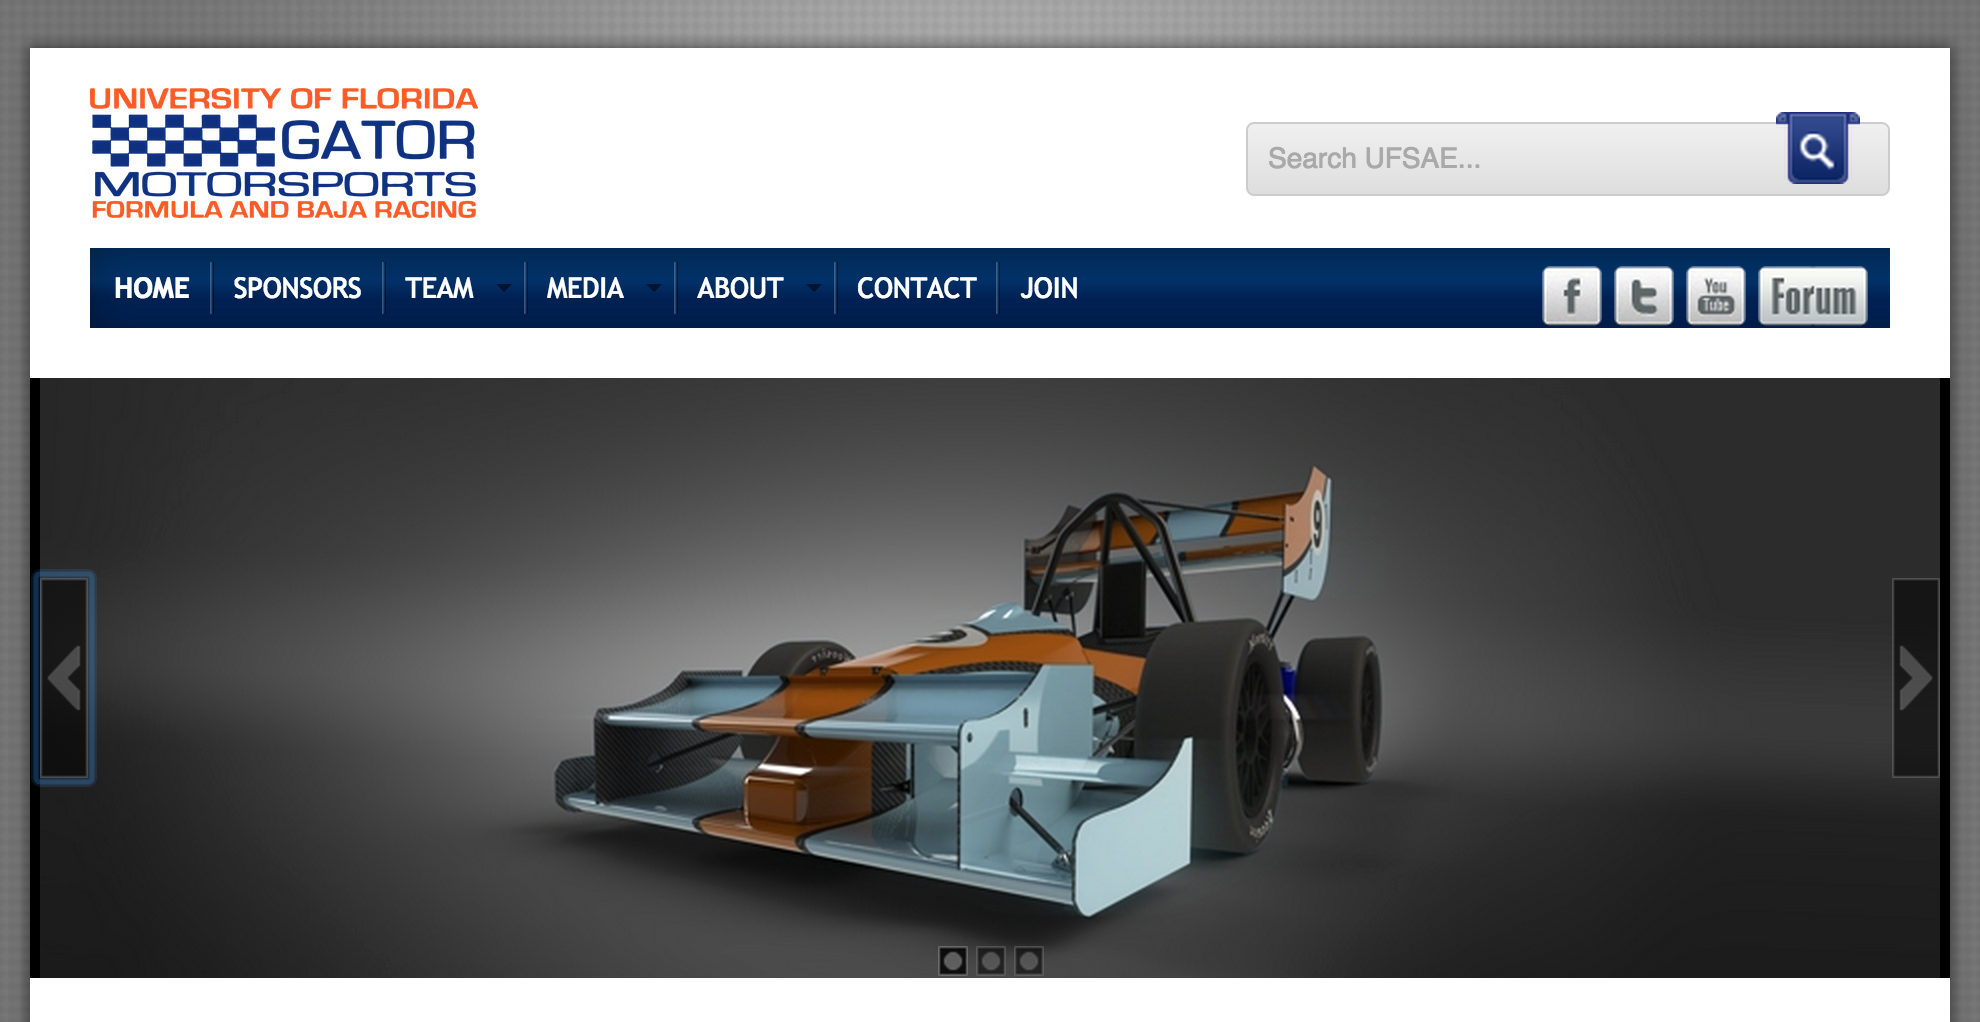 UNIVERSITY OF FLORIDA
GATOR
MOTORSPORTS
FORMULA AND BAJA RACING
Search UFSAE...
HOME SPONSORS TEAM MEDIA ABOUT CONTACT JOIN
f t You Tube Forum
9